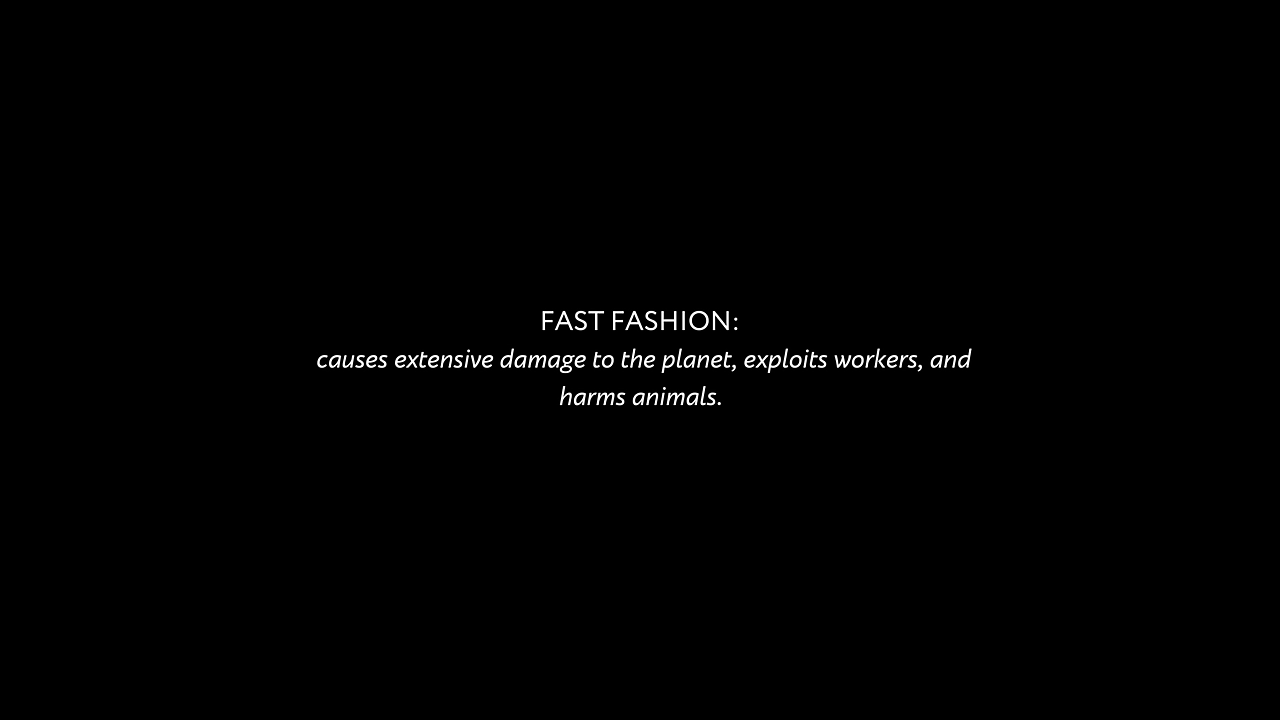 FAST FASHION:
causes extensive damage to the planet, exploits workers, and
harms animals.